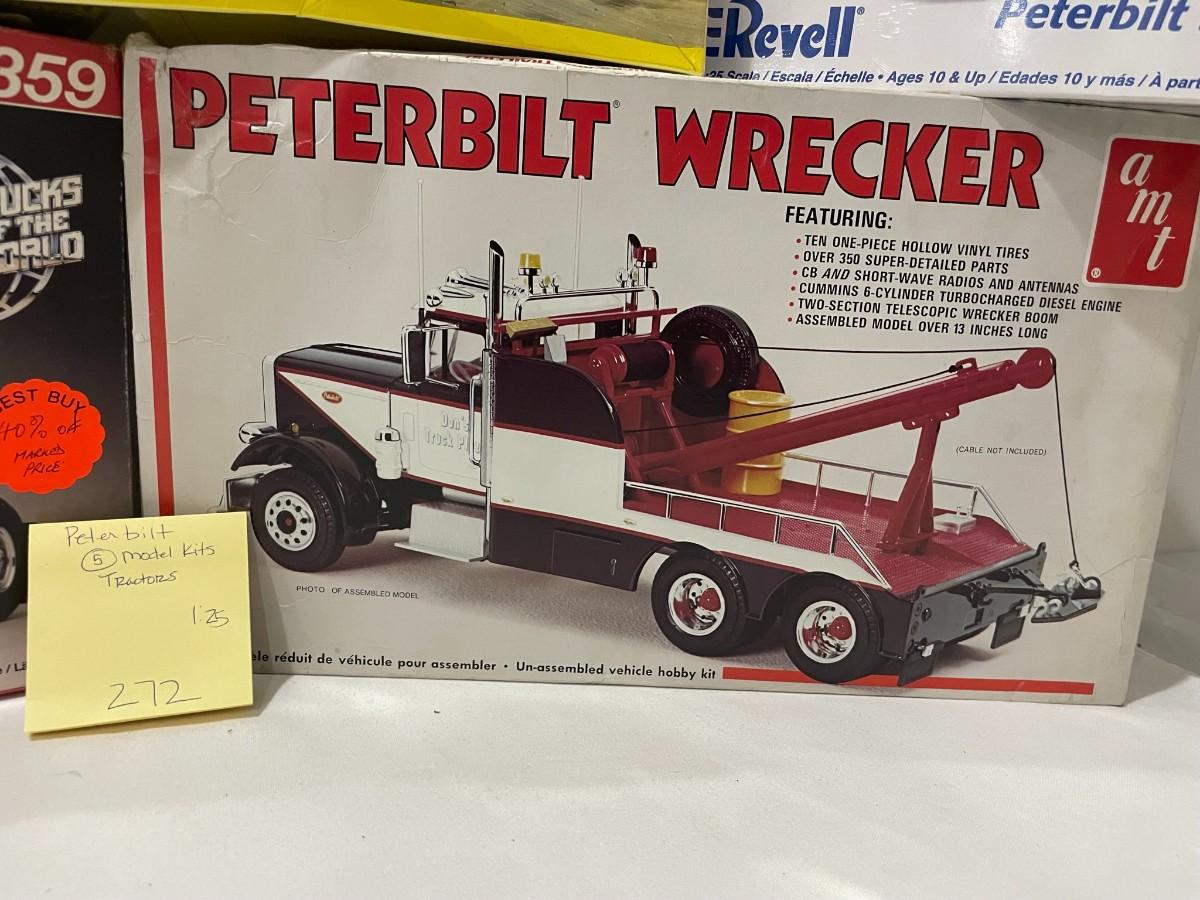 Revell®
Peterbilt
25 Scale / Escala / Échelle • Ages 10 & Up / Edades 10 y más / À part
359
UCKS
F THE
ORLD
EST BUY
40% OFF
MARKED
PRICE
PETERBILT® WRECKER
amt®
FEATURING:
• TEN ONE-PIECE HOLLOW VINYL TIRES
• OVER 350 SUPER-DETAILED PARTS
• CB AND SHORT-WAVE RADIOS AND ANTENNAS
• CUMMINS 6-CYLINDER TURBOCHARGED DIESEL ENGINE
• TWO-SECTION TELESCOPIC WRECKER BOOM
• ASSEMBLED MODEL OVER 13 INCHES LONG
(CABLE NOT INCLUDED)
Don's
Truck
PHOTO OF ASSEMBLED MODEL
èle réduit de véhicule pour assembler • Un-assembled vehicle hobby kit
Peterbilt
5 Model Kits
Tractors
1:25
272